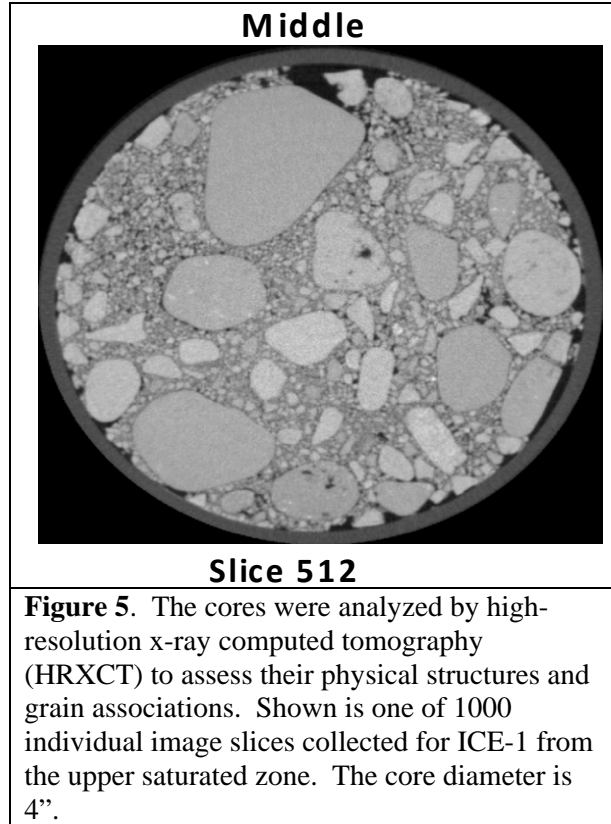 Middle
Slice 512
Figure 5. The cores were analyzed by high-
resolution x-ray computed tomography
(HRXCT) to assess their physical structures and
grain associations. Shown is one of 1000
individual image slices collected for ICE-1 from
the upper saturated zone. The core diameter is
4”.